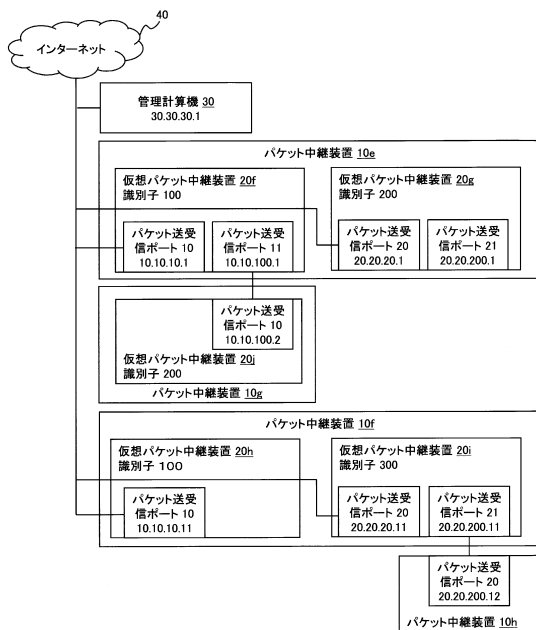 40
インターネット
管理計算機 30
30.30.30.1
パケット中継装置 10e
仮想パケット中継装置 20f
識別子 100
パケット送受
信ポート 10
10.10.10.1
パケット送受
信ポート 11
10.10.100.1
仮想パケット中継装置 20g
識別子 200
パケット送受
信ポート 20
20.20.20.1
パケット送受
信ポート 21
20.20.200.1
パケット送受
信ポート 10
10.10.100.2
仮想パケット中継装置 20j
識別子 200
パケット中継装置 10g
パケット中継装置 10f
仮想パケット中継装置 20h
識別子 100
パケット送受
信ポート 10
10.10.10.11
仮想パケット中継装置 20i
識別子 300
パケット送受
信ポート 20
20.20.20.11
パケット送受
信ポート 21
20.20.200.11
パケット送受
信ポート 20
20.20.200.12
パケット中継装置 10h